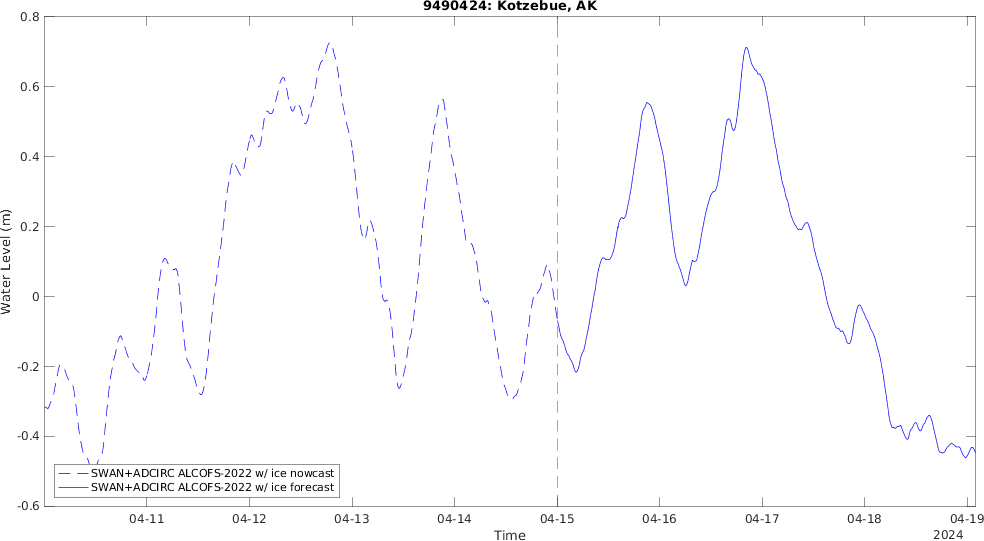 9490424: Kotzebue, AK
Water Level (m)
0.8
0.6
0.4
0.2
0
-0.2
-0.4
-0.6
SWAN+ADCIRC ALCOFS-2022 w/ ice nowcast
SWAN+ADCIRC ALCOFS-2022 w/ ice forecast
04-11 04-12 04-13 04-14 04-15 04-16 04-17 04-18 04-19
Time
2024